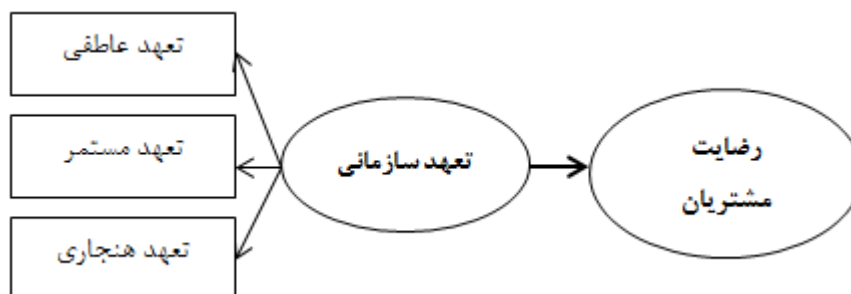 تعهد عاطفی
تعهد مستمر
تعهد هنجاری
تعهد سازمانی
رضایت
مشتریان